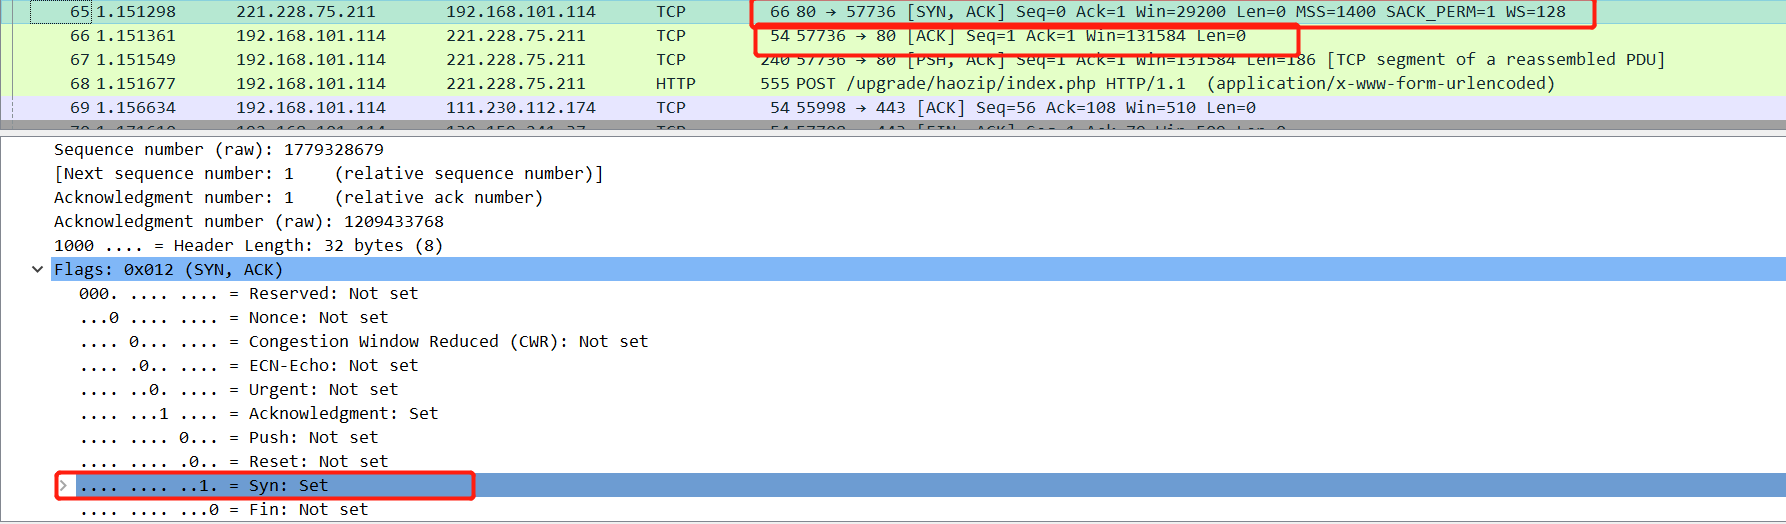 65 1.151298 221.228.75.211 192.168.101.114 TCP 66 80 → 57736 [SYN, ACK] Seq=0 Ack=1 Win=29200 Len=0 MSS=1400 SACK_PERM=1 WS=128
66 1.151361 192.168.101.114 221.228.75.211 TCP 54 57736 → 80 [ACK] Seq=1 Ack=1 Win=131584 Len=0
67 1.151549 192.168.101.114 221.228.75.211 TCP 240 57736 → 80 [PSH, ACK] Seq=1 Ack=1 Win=131584 Len=186 [TCP segment of a reassembled PDU]
68 1.151677 192.168.101.114 221.228.75.211 HTTP 555 POST /upgrade/haozip/index.php HTTP/1.1 (application/x-www-form-urlencoded)
69 1.156634 192.168.101.114 111.230.112.174 TCP 54 55998 → 443 [ACK] Seq=56 Ack=108 Win=510 Len=0
Sequence number (raw): 1779328679
[Next sequence number: 1 (relative sequence number)]
Acknowledgment number: 1 (relative ack number)
Acknowledgment number (raw): 1209433768
1000 .... = Header Length: 32 bytes (8)
Flags: 0x012 (SYN, ACK)
000. .... .... = Reserved: Not set
...0 .... .... = Nonce: Not set
.... 0... .... = Congestion Window Reduced (CWR): Not set
.... .0.. .... = ECN-Echo: Not set
.... ..0. .... = Urgent: Not set
.... ...1 .... = Acknowledgment: Set
.... .... 0... = Push: Not set
.... .... .0.. = Reset: Not set
.... .... ..1. = Syn: Set
.... .... ...0 = Fin: Not set